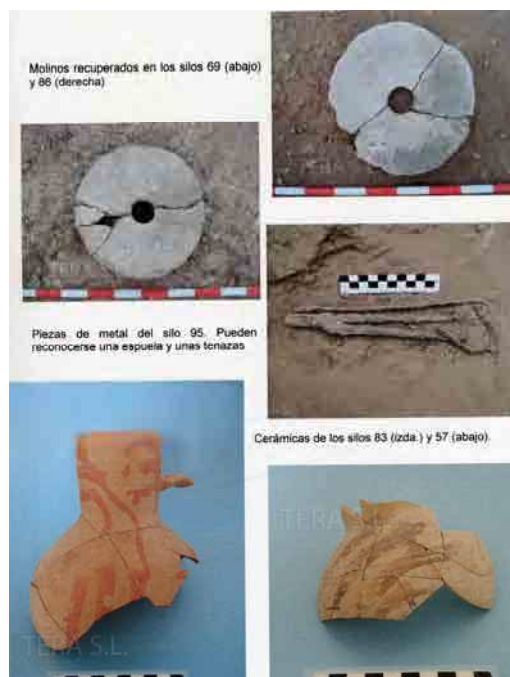 Molinos recuperados en los silos 69 (abajo)
y 86 (derecha)
Piezas de metal del silo 95. Pueden
reconocerse una espuela y unas tenazas
Cerámicas de los silos 83 (izda.) y 57 (abajo).
TERA S.L.
TERA S.L.